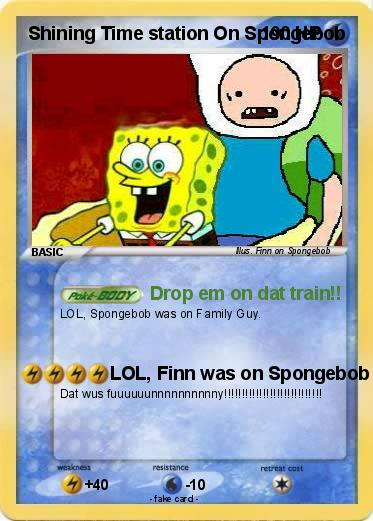 Shining Time station On Spongebob
190 HP
BASIC
Illus. Finn on Spongebob
Poké-BODY Drop em on dat train!!
LOL, Spongebob was on Family Guy.
LOL, Finn was on Spongebob
Dat wus fuuuuuunnnnnnnnnny!!!!!!!!!!!!!!!!!!!!!!!!!!!!
weakness
resistance
retreat cost
+40
-10
- fake card -